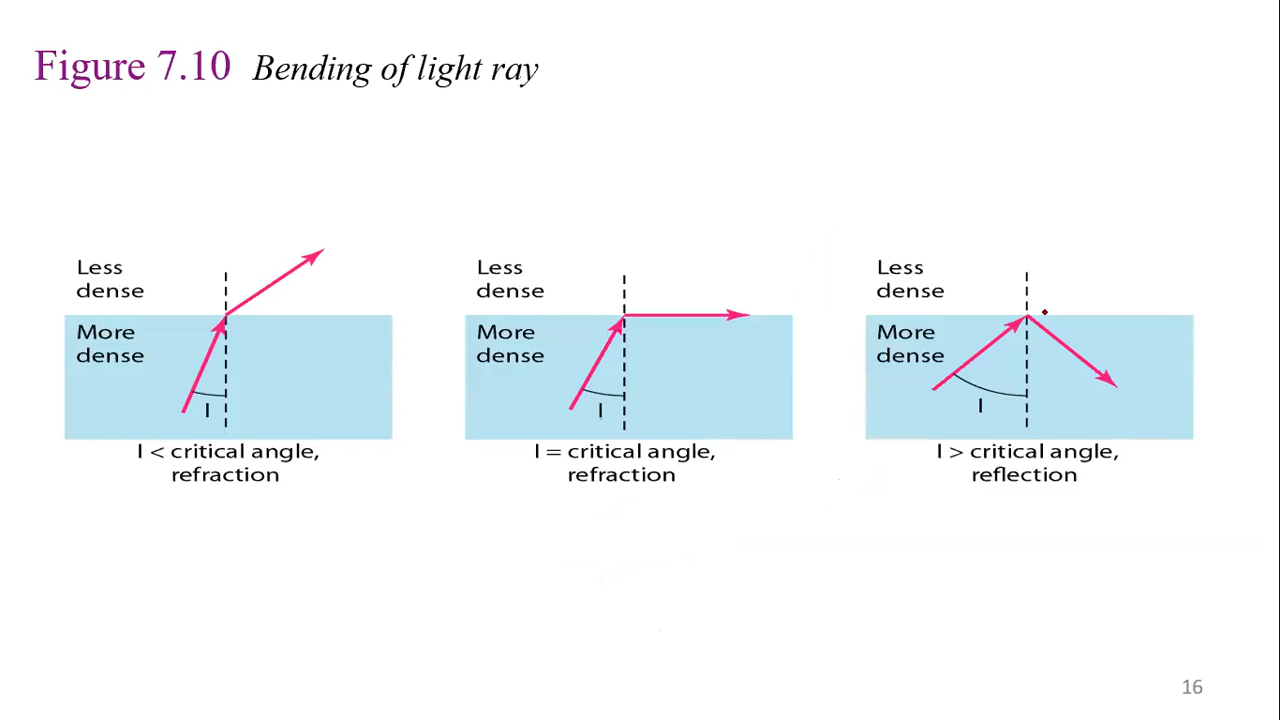 Figure 7.10 Bending of light ray
Less
dense
More
dense
I
I < critical angle,
refraction
Less
dense
More
dense
I
I = critical angle,
refraction
Less
dense
More
dense
I
I > critical angle,
reflection
16